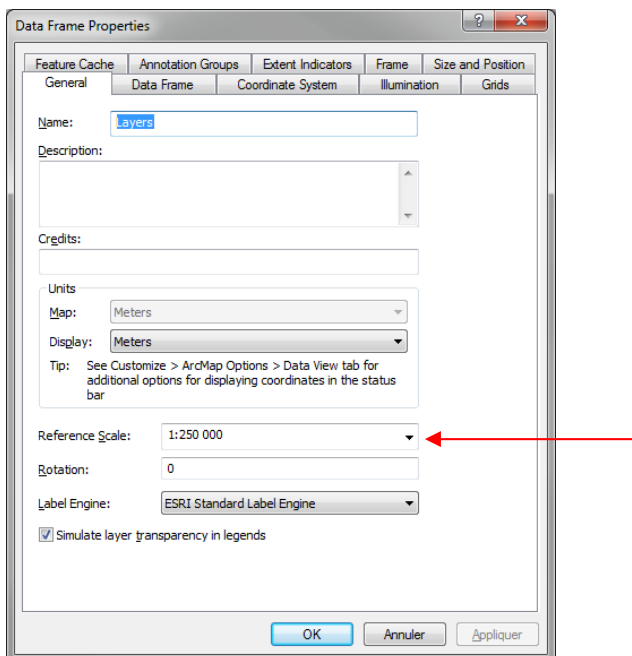 Data Frame Properties
?
x
Feature Cache Annotation Groups Extent Indicators Frame Size and Position
General Data Frame Coordinate System Illumination Grids
Name: Layers
Description:
Credits:
Units
Map: Meters
Display: Meters
Tip: See Customize > ArcMap Options > Data View tab for
additional options for displaying coordinates in the status
bar
Reference Scale: 1:250 000
Rotation: 0
Label Engine: ESRI Standard Label Engine
Simulate layer transparency in legends
OK Annuler Appliquer